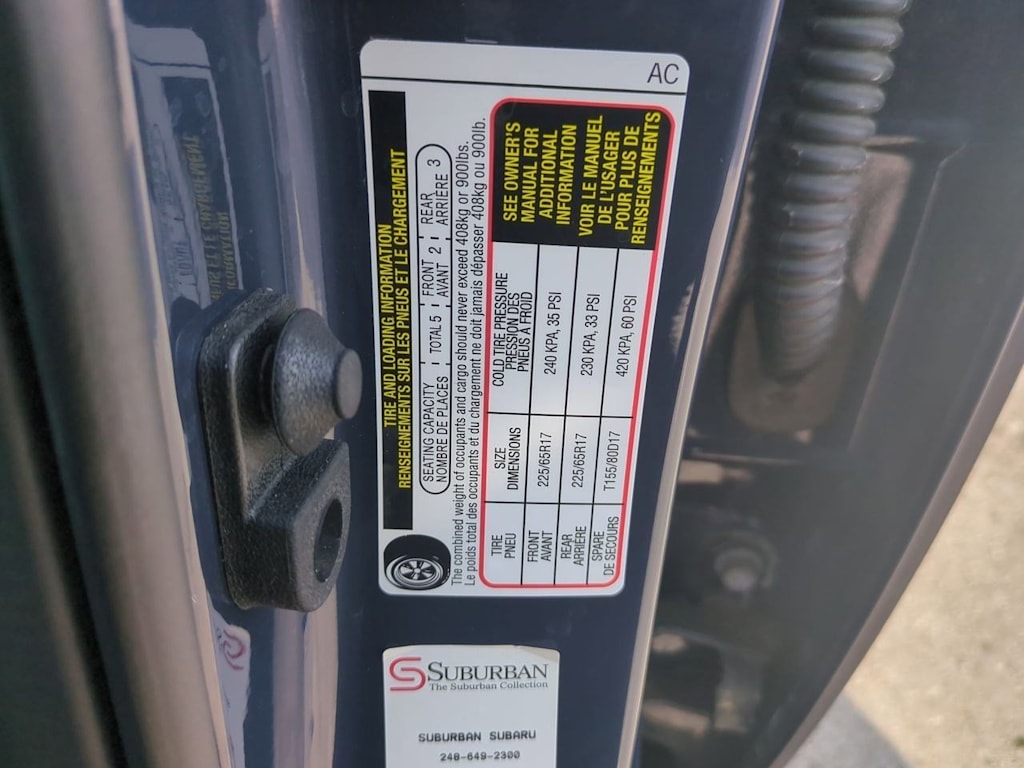 AC
TIRE AND LOADING INFORMATION
RENSEIGNEMENTS SUR LES PNEUS ET LE CHARGEMENT
SEATING CAPACITY TOTAL 5 FRONT 2 REAR 3
NOMBRE DE PLACES AVANT ARRIÈRE
The combined weight of occupants and cargo should never exceed 408kg or 900lbs.
Le poids total des occupants et du chargement ne doit jamais dépasser 408kg ou 900lb.
TIRE SIZE COLD TIRE PRESSURE
PNEU DIMENSIONS PRESSION DES
PNEUS À FROID
FRONT
AVANT
225/65R17 240 KPA, 35 PSI
REAR
ARRIÈRE
225/65R17 230 KPA, 33 PSI
SPARE
DE SECOURS
T155/80D17 420 KPA, 60 PSI
SEE OWNER'S
MANUAL FOR
ADDITIONAL
INFORMATION
VOIR LE MANUEL
DE L'USAGER
POUR PLUS DE
RENSEIGNEMENTS
SUBURBAN
The Suburban Collection
SUBURBAN SUBARU
248-649-2300